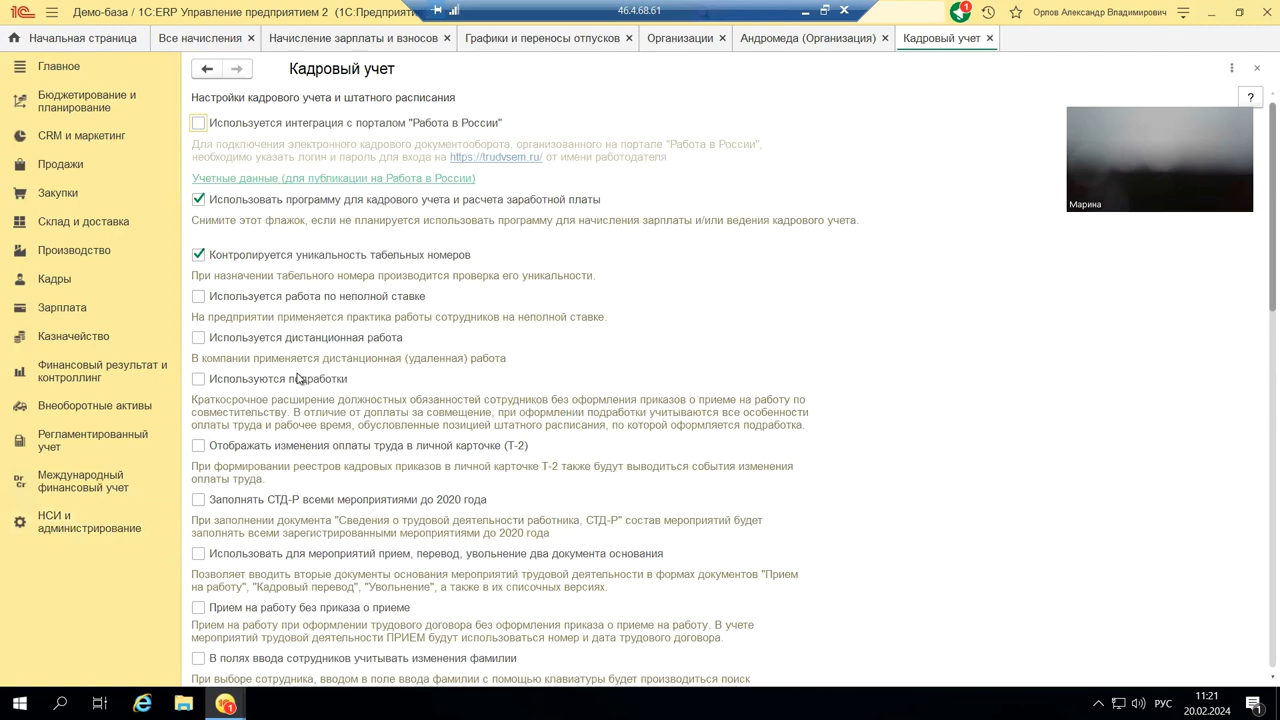 1С Демо-база / 1С:ERP Управление предприятием 2 (1С:Предприятие
46.4.68.61
1
Орлов Александр Владимирович
Начальная страница
Все начисления ×
Начисление зарплаты и взносов ×
Графики и переносы отпусков ×
Организации ×
Андромеда (Организация) ×
Кадровый учет ×
Главное
Бюджетирование и
планирование
CRM и маркетинг
Продажи
Закупки
Склад и доставка
Производство
Кадры
Зарплата
Казначейство
Финансовый результат и
контроллинг
Внеоборотные активы
Регламентированный
учет
Международный
финансовый учет
НСИ и
администрирование
Кадровый учет
?
Настройки кадрового учета и штатного расписания
Используется интеграция с порталом "Работа в России"
Для подключения электронного кадрового документооборота, организованного на портале "Работа в России",
необходимо указать логин и пароль для входа на https://trudvsem.ru/ от имени работодателя
Учетные данные (для публикации на Работа в России)
Использовать программу для кадрового учета и расчета заработной платы
Снимите этот флажок, если не планируется использовать программу для начисления зарплаты и/или ведения кадрового учета.
Контролируется уникальность табельных номеров
При назначении табельного номера производится проверка его уникальности.
Используется работа по неполной ставке
На предприятии применяется практика работы сотрудников на неполной ставке.
Используется дистанционная работа
В компании применяется дистанционная (удаленная) работа
Используются подработки
Краткосрочное расширение должностных обязанностей сотрудников без оформления приказов о приеме на работу по
совместительству. В отличие от доплаты за совмещение, при оформлении подработки учитываются все особенности
оплаты труда и рабочее время, обусловленные позицией штатного расписания, по которой оформляется подработка.
Отображать изменения оплаты труда в личной карточке (Т-2)
При формировании реестров кадровых приказов в личной карточке Т-2 также будут выводиться события изменения
оплаты труда.
Заполнять СТД-Р всеми мероприятиями до 2020 года
При заполнении документа "Сведения о трудовой деятельности работника, СТД-Р" состав мероприятий будет
заполнять всеми зарегистрированными мероприятиями до 2020 года
Использовать для мероприятий прием, перевод, увольнение два документа основания
Позволяет вводить вторые документы основания мероприятий трудовой деятельности в формах документов "Прием
на работу", "Кадровый перевод", "Увольнение", а также в их списочных версиях.
Прием на работу без приказа о приеме
Прием на работу при оформлении трудового договора без оформления приказа о приеме на работу. В учете
мероприятий трудовой деятельности ПРИЕМ будут использоваться номер и дата трудового договора.
В полях ввода сотрудников учитывать изменения фамилии
При выборе сотрудника, вводом в поле ввода фамилии с помощью клавиатуры будет производиться поиск
Марина
РУС
11:21
20.02.2024
1